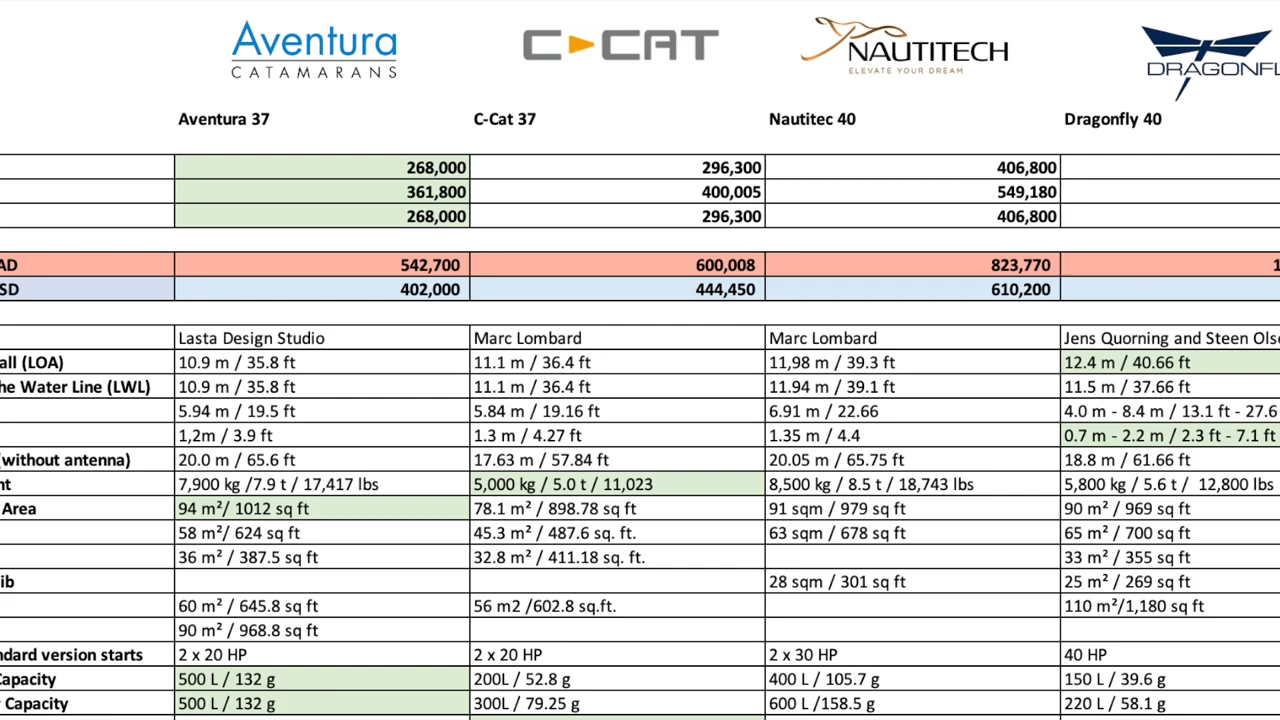 Aventura
CATAMARANS
C CAT
NAUTITECH
ELEVATE YOUR DREAM
DRAGONFL
Aventura 37 C-Cat 37 Nautitec 40 Dragonfly 40
268,000 296,300 406,800
361,800 400,005 549,180
268,000 296,300 406,800
AD 542,700 600,008 823,770 1
SD 402,000 444,450 610,200
Lasta Design Studio Marc Lombard Marc Lombard Jens Quorning and Steen Olse
all (LOA) 10.9 m / 35.8 ft 11.1 m / 36.4 ft 11,98 m / 39.3 ft 12.4 m / 40.66 ft
he Water Line (LWL) 10.9 m / 35.8 ft 11.1 m / 36.4 ft 11.94 m / 39.1 ft 11.5 m / 37.66 ft
5.94 m / 19.5 ft 5.84 m / 19.16 ft 6.91 m / 22.66 4.0 m - 8.4 m / 13.1 ft - 27.6
1,2m / 3.9 ft 1.3 m / 4.27 ft 1.35 m / 4.4 0.7 m - 2.2 m / 2.3 ft - 7.1 ft
(without antenna) 20.0 m / 65.6 ft 17.63 m / 57.84 ft 20.05 m / 65.75 ft 18.8 m / 61.66 ft
nt 7,900 kg /7.9 t / 17,417 lbs 5,000 kg / 5.0 t / 11,023 8,500 kg / 8.5 t / 18,743 lbs 5,800 kg / 5.6 t / 12,800 lbs
Area 94 m²/ 1012 sq ft 78.1 m² / 898.78 sq ft 91 sqm / 979 sq ft 90 m² / 969 sq ft
58 m²/ 624 sq ft 45.3 m² / 487.6 sq. ft. 63 sqm / 678 sq ft 65 m² / 700 sq ft
36 m² / 387.5 sq ft 32.8 m² / 411.18 sq. ft. 33 m² / 355 sq ft
ib 28 sqm / 301 sq ft 25 m² / 269 sq ft
60 m² / 645.8 sq ft 56 m2 /602.8 sq.ft. 110 m²/1,180 sq ft
90 m² / 968.8 sq ft
ndard version starts 2 x 20 HP 2 x 20 HP 2 x 30 HP 40 HP
Capacity 500 L / 132 g 200L / 52.8 g 400 L / 105.7 g 150 L / 39.6 g
r Capacity 500 L / 132 g 300L / 79.25 g 600 L /158.5 g 220 L / 58.1 g